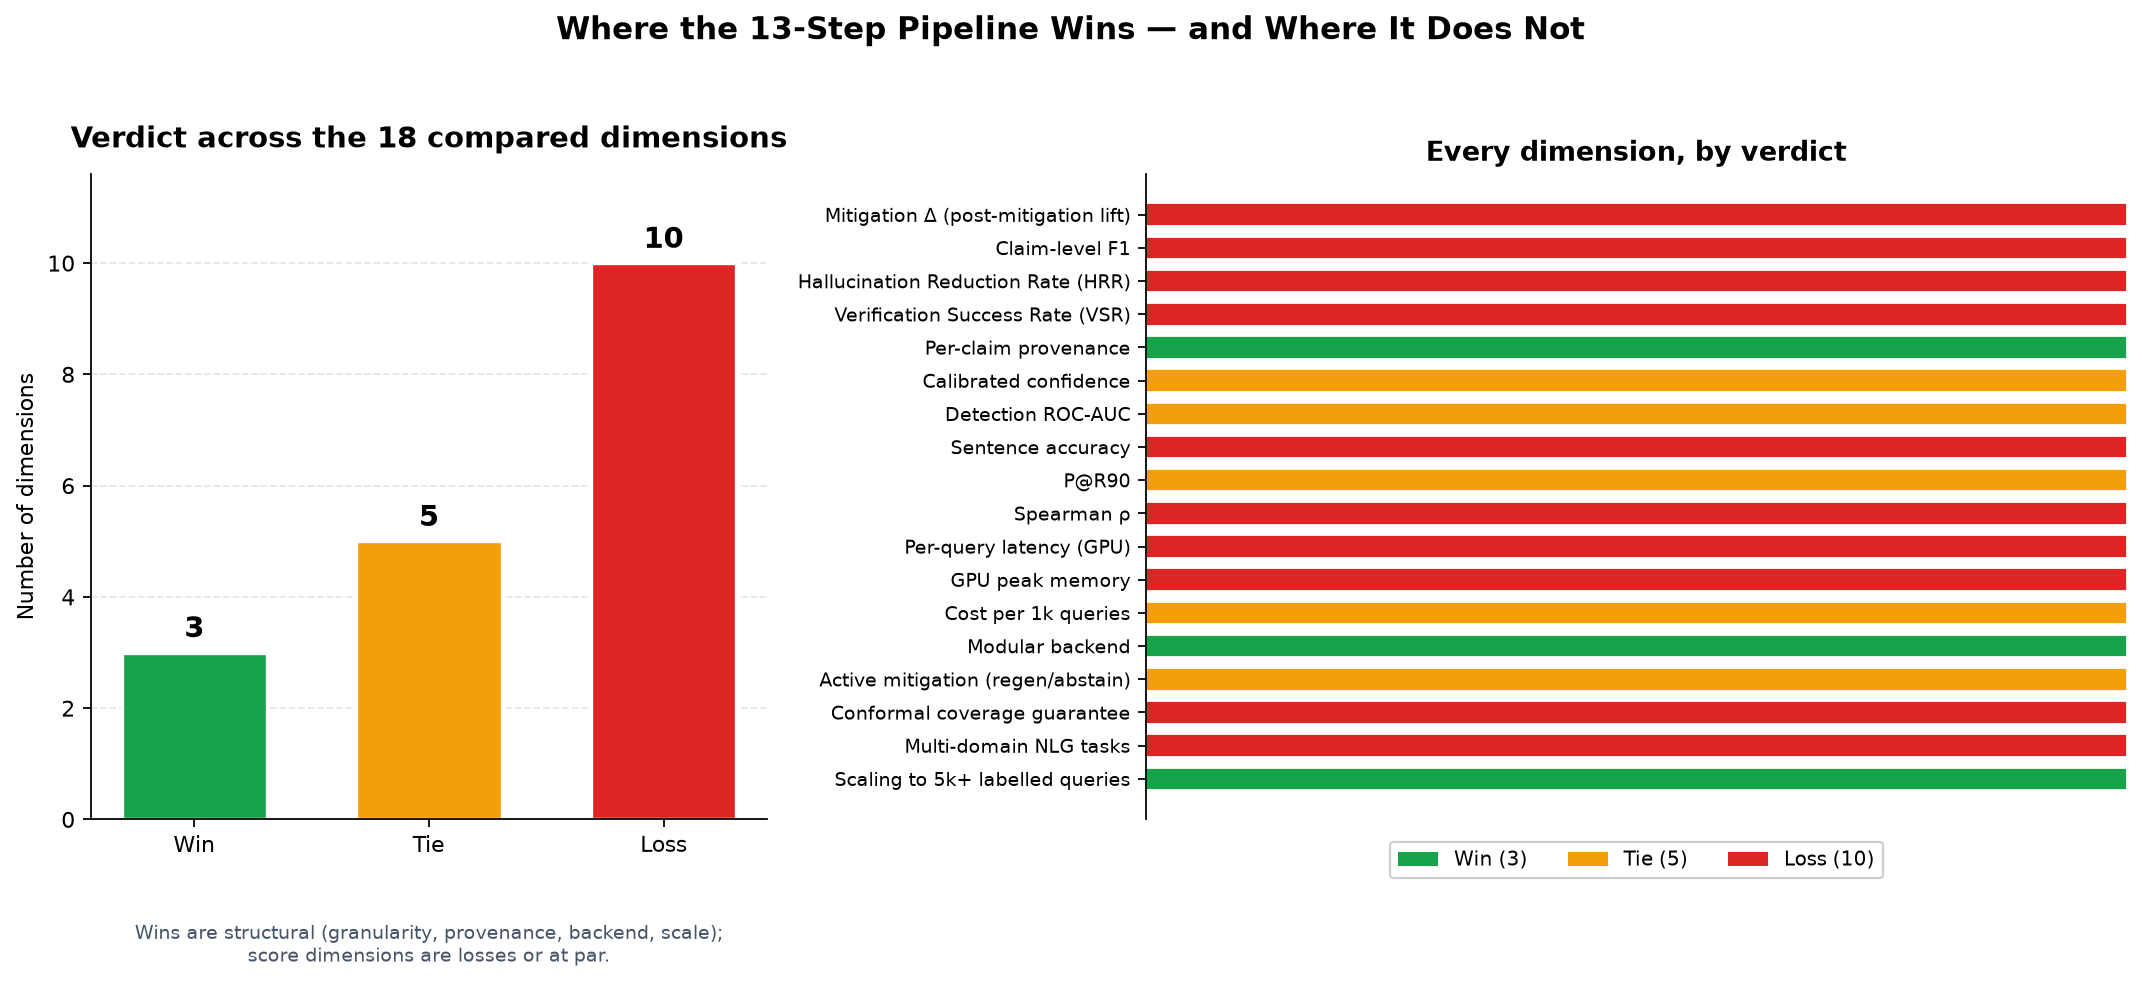 Where the 13-Step Pipeline Wins — and Where It Does Not
Verdict across the 18 compared dimensions
Number of dimensions
10
8
6
4
2
0
3
5
10
Win
Tie
Loss
Wins are structural (granularity, provenance, backend, scale);
score dimensions are losses or at par.
Every dimension, by verdict
Mitigation Δ (post-mitigation lift)
Claim-level F1
Hallucination Reduction Rate (HRR)
Verification Success Rate (VSR)
Per-claim provenance
Calibrated confidence
Detection ROC-AUC
Sentence accuracy
P@R90
Spearman ρ
Per-query latency (GPU)
GPU peak memory
Cost per 1k queries
Modular backend
Active mitigation (regen/abstain)
Conformal coverage guarantee
Multi-domain NLG tasks
Scaling to 5k+ labelled queries
Win (3)
Tie (5)
Loss (10)